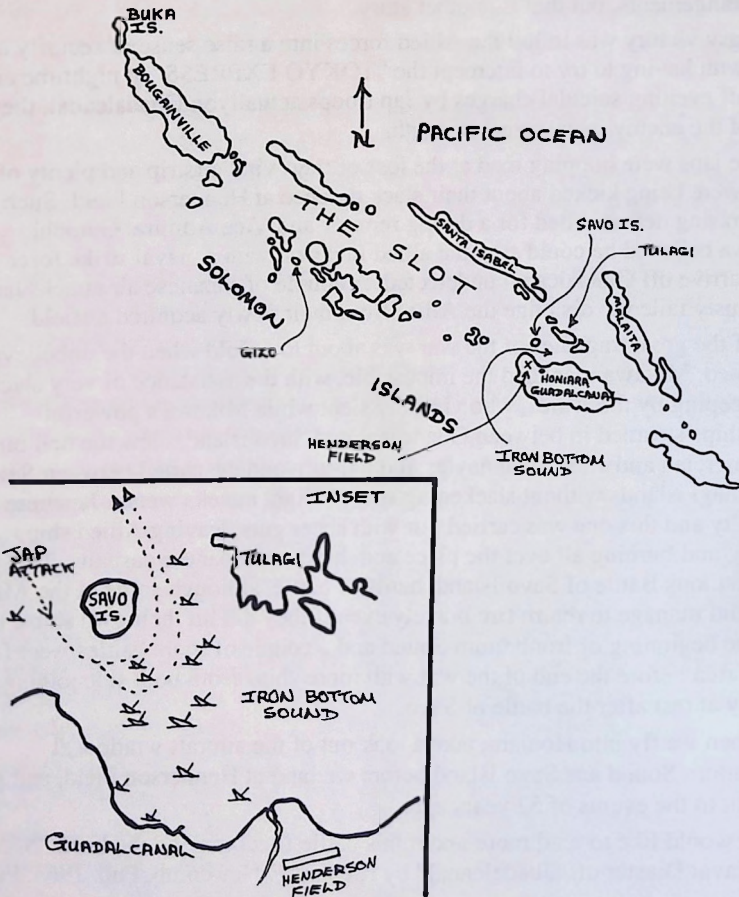 BUKA
IS.
BOUGANVILLE
N
PACIFIC OCEAN
THE SLOT
SANTA ISABEL
SAVO IS.
TULAGI
MALAITA
SOLOMON
GIZO
HONIARA
GUADALCANAL
ISLANDS
HENDERSON
FIELD
IRON BOTTOM
SOUND
INSET
JAP
ATTACK
SAVO
IS.
TULAGI
IRON BOTTOM
SOUND
GUADALCANAL
HENDERSON
FIELD